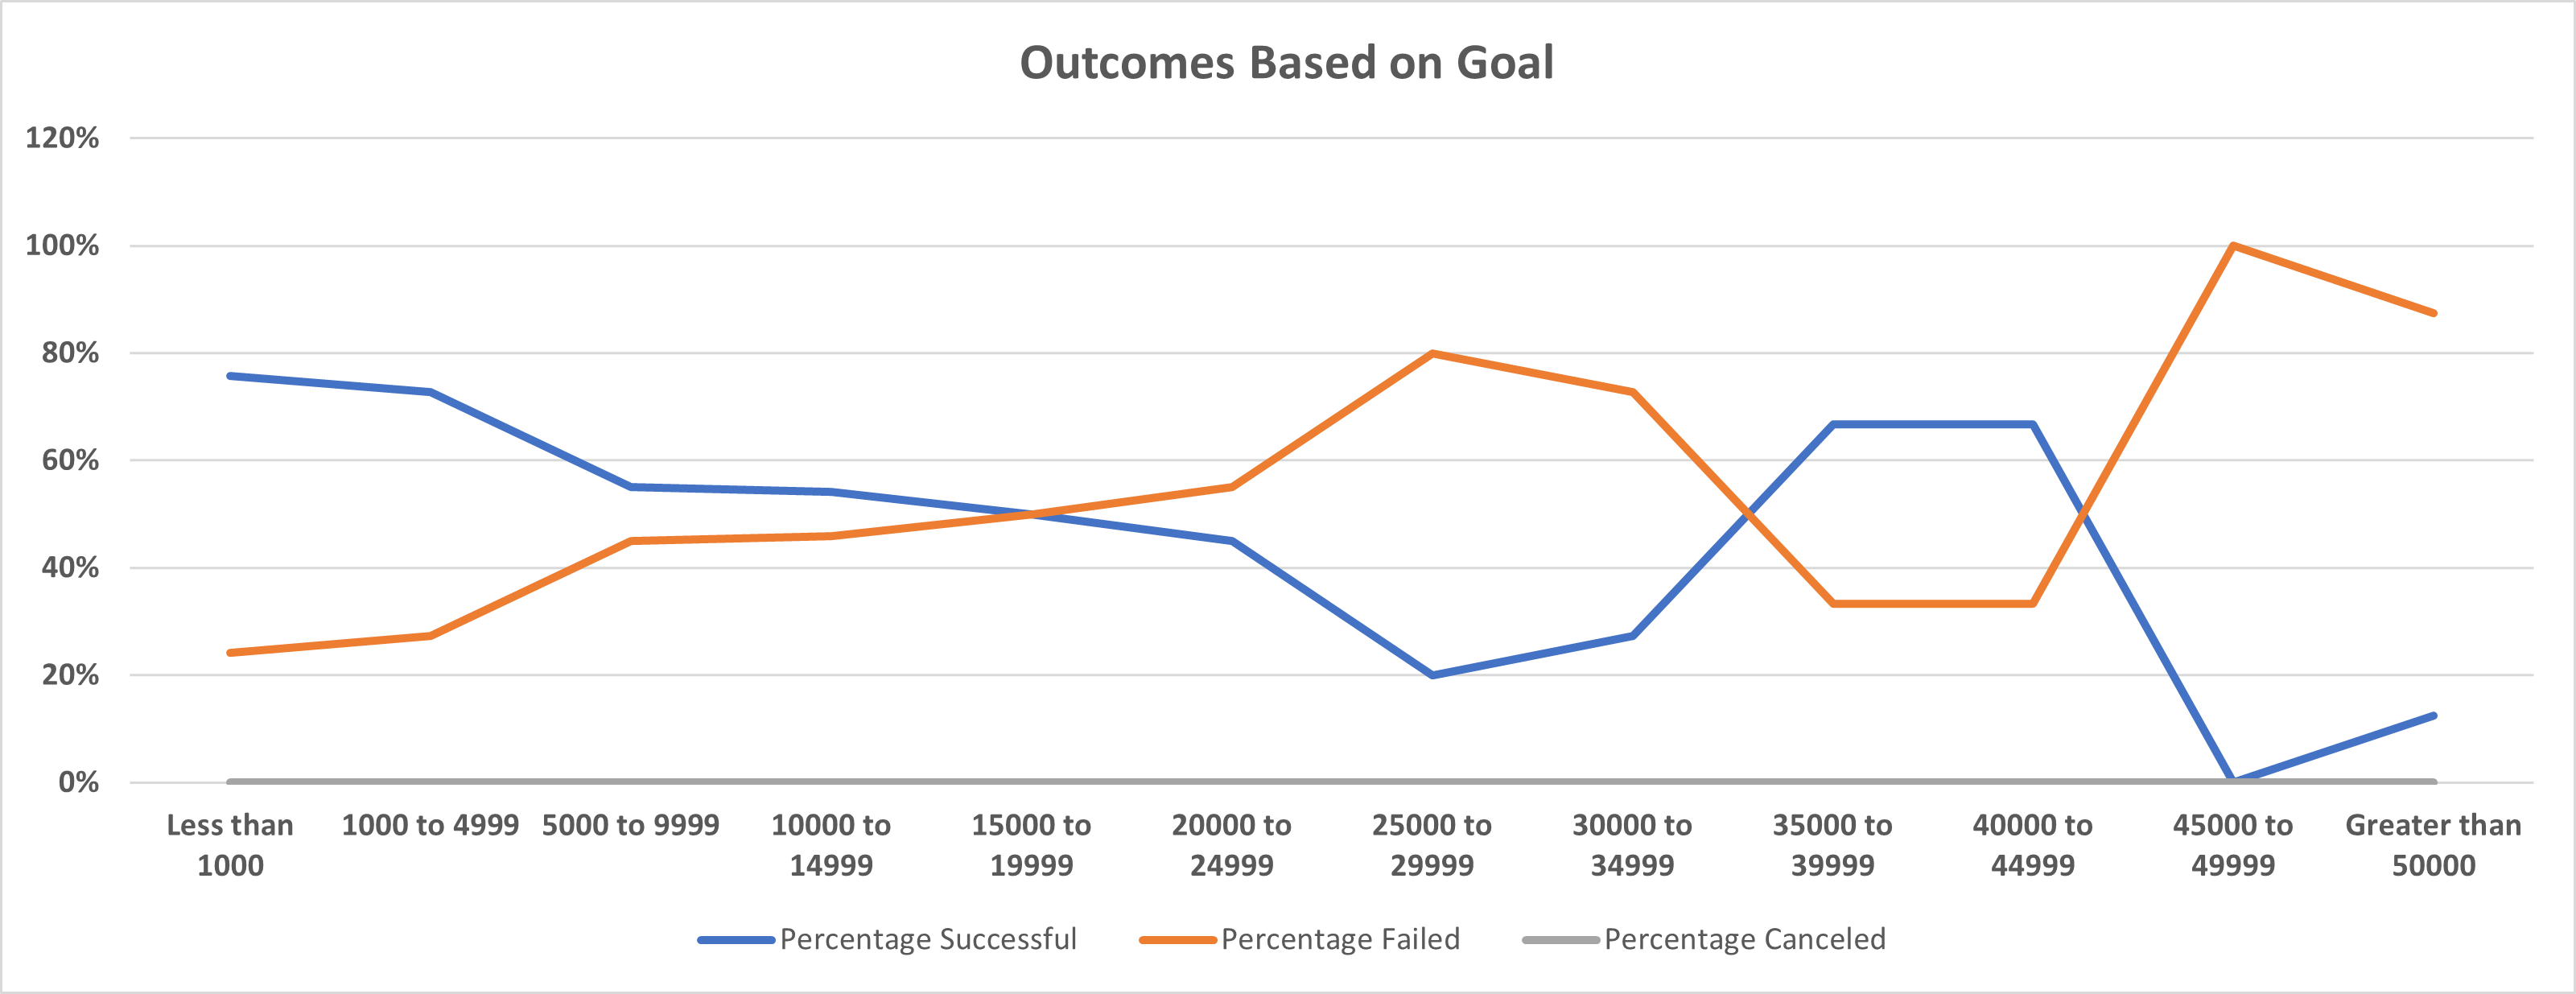 Outcomes Based on Goal
120%
100%
80%
60%
40%
20%
0%
Less than
1000
1000 to 4999
5000 to 9999
10000 to
14999
15000 to
19999
20000 to
24999
25000 to
29999
30000 to
34999
35000 to
39999
40000 to
44999
45000 to
49999
Greater than
50000
Percentage Successful
Percentage Failed
Percentage Canceled